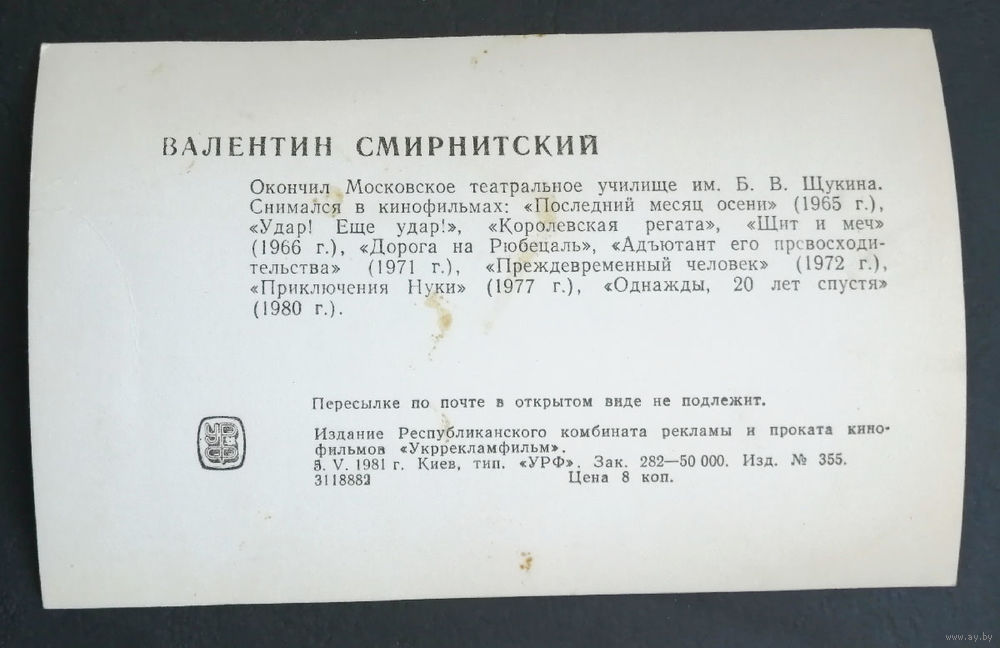 ВАЛЕНТИН СМИРНИТСКИЙ
Окончил Московское театральное училище им. Б. В. Щукина.
Снимался в кинофильмах: «Последний месяц осени» (1965 г.),
«Удар! Еще удар!», «Королевская регата», «Щит и меч»
(1966 г.), «Дорога на Рюбецаль», «Адъютант его превосходи-
тельства» (1971 г.), «Преждевременный человек» (1972 г.),
«Приключения Нуки» (1977 г.), «Однажды, 20 лет спустя»
(1980 г.).
Пересылке по почте в открытом виде не подлежит.
Издание Республиканского комбината рекламы и проката кино-
фильмов «Укррекламфильм».
V. 1981 г. Киев, тип. «УРФ». Зак. 282—50 000. Изд. № 355.
Цена 8 коп.
www.ay.by